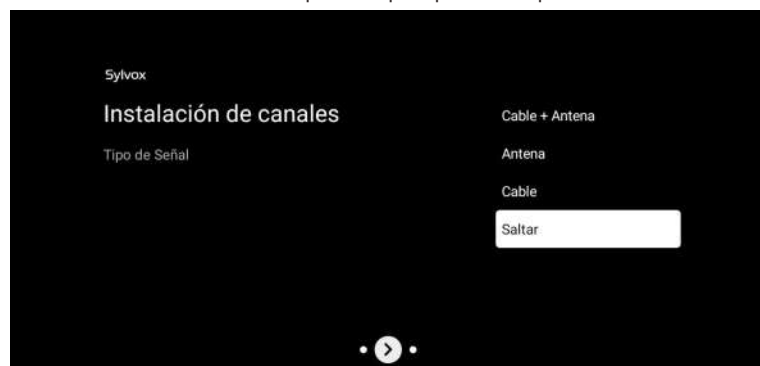 Sylvox
Instalación de canales
Tipo de Señal
Cable + Antena
Antena
Cable
Saltar